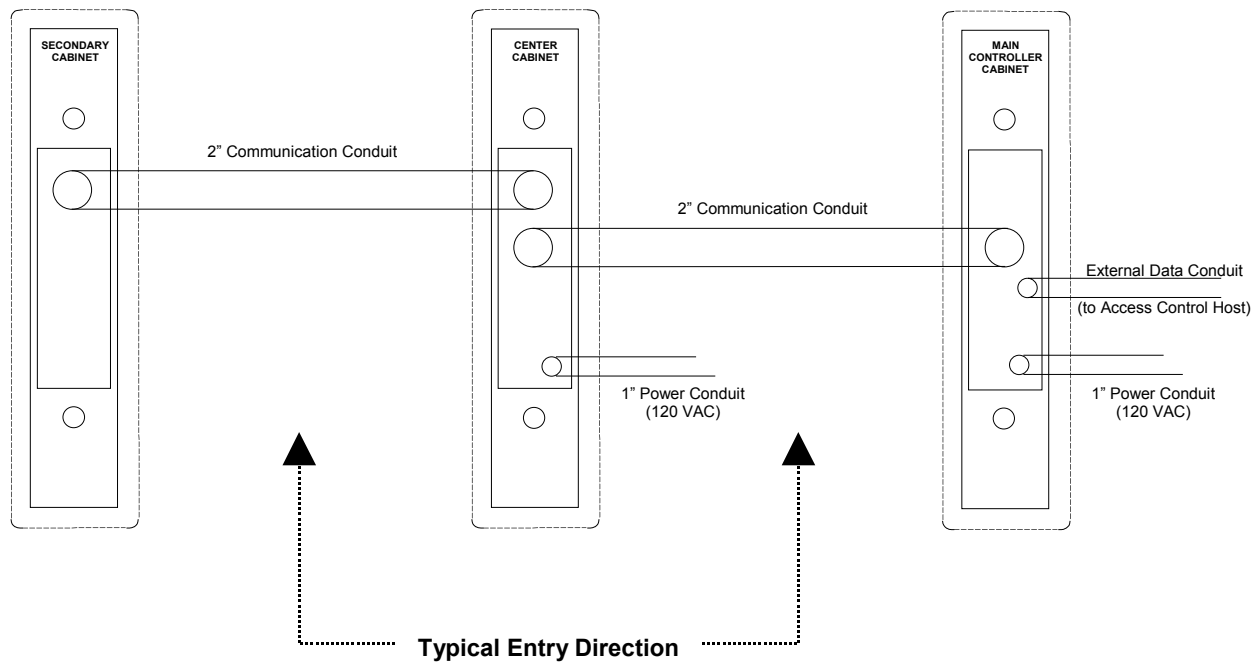 SECONDARY
CABINET
CENTER
CABINET
MAIN
CONTROLLER
CABINET
2” Communication Conduit
2” Communication Conduit
External Data Conduit
(to Access Control Host)
1” Power Conduit
(120 VAC)
1” Power Conduit
(120 VAC)
Typical Entry Direction